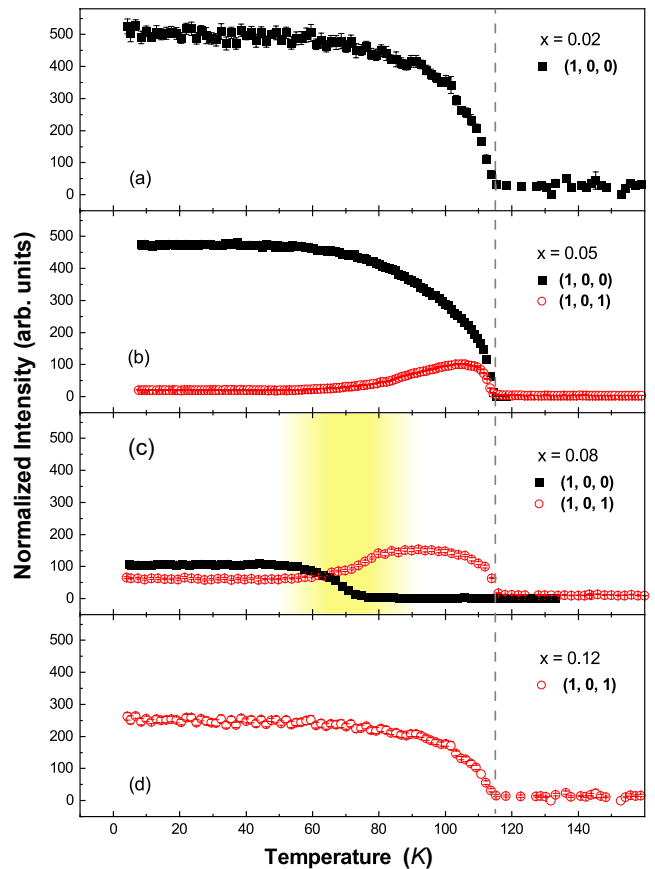 500
400
300
200
100
0
x = 0.02
(1, 0, 0)
(a)
500
400
300
200
100
0
x = 0.05
(1, 0, 0)
(1, 0, 1)
(b)
500
400
300
200
100
0
(c)
x = 0.08
(1, 0, 0)
(1, 0, 1)
500
400
300
200
100
0
x = 0.12
(1, 0, 1)
(d)
Normalized Intensity (arb. units)
0 20 40 60 80 100 120 140
Temperature (K)